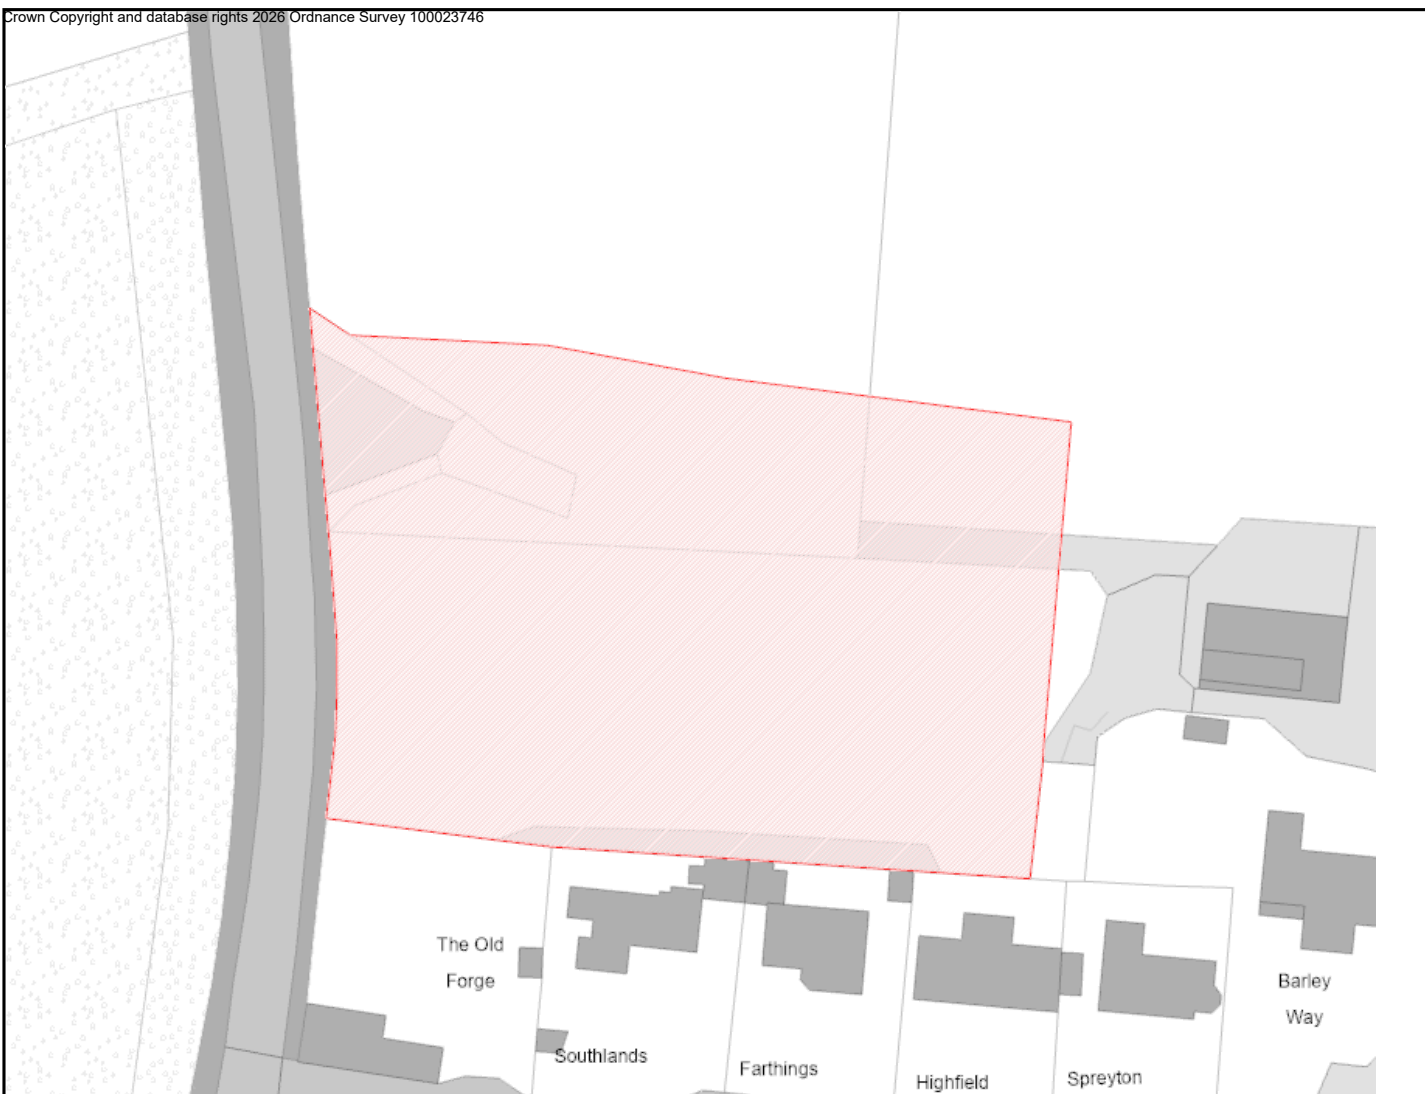 Crown Copyright and database rights 2026 Ordnance Survey 100023746
The Old
Forge
Southlands
Farthings
Highfield
Spreyton
Barley
Way